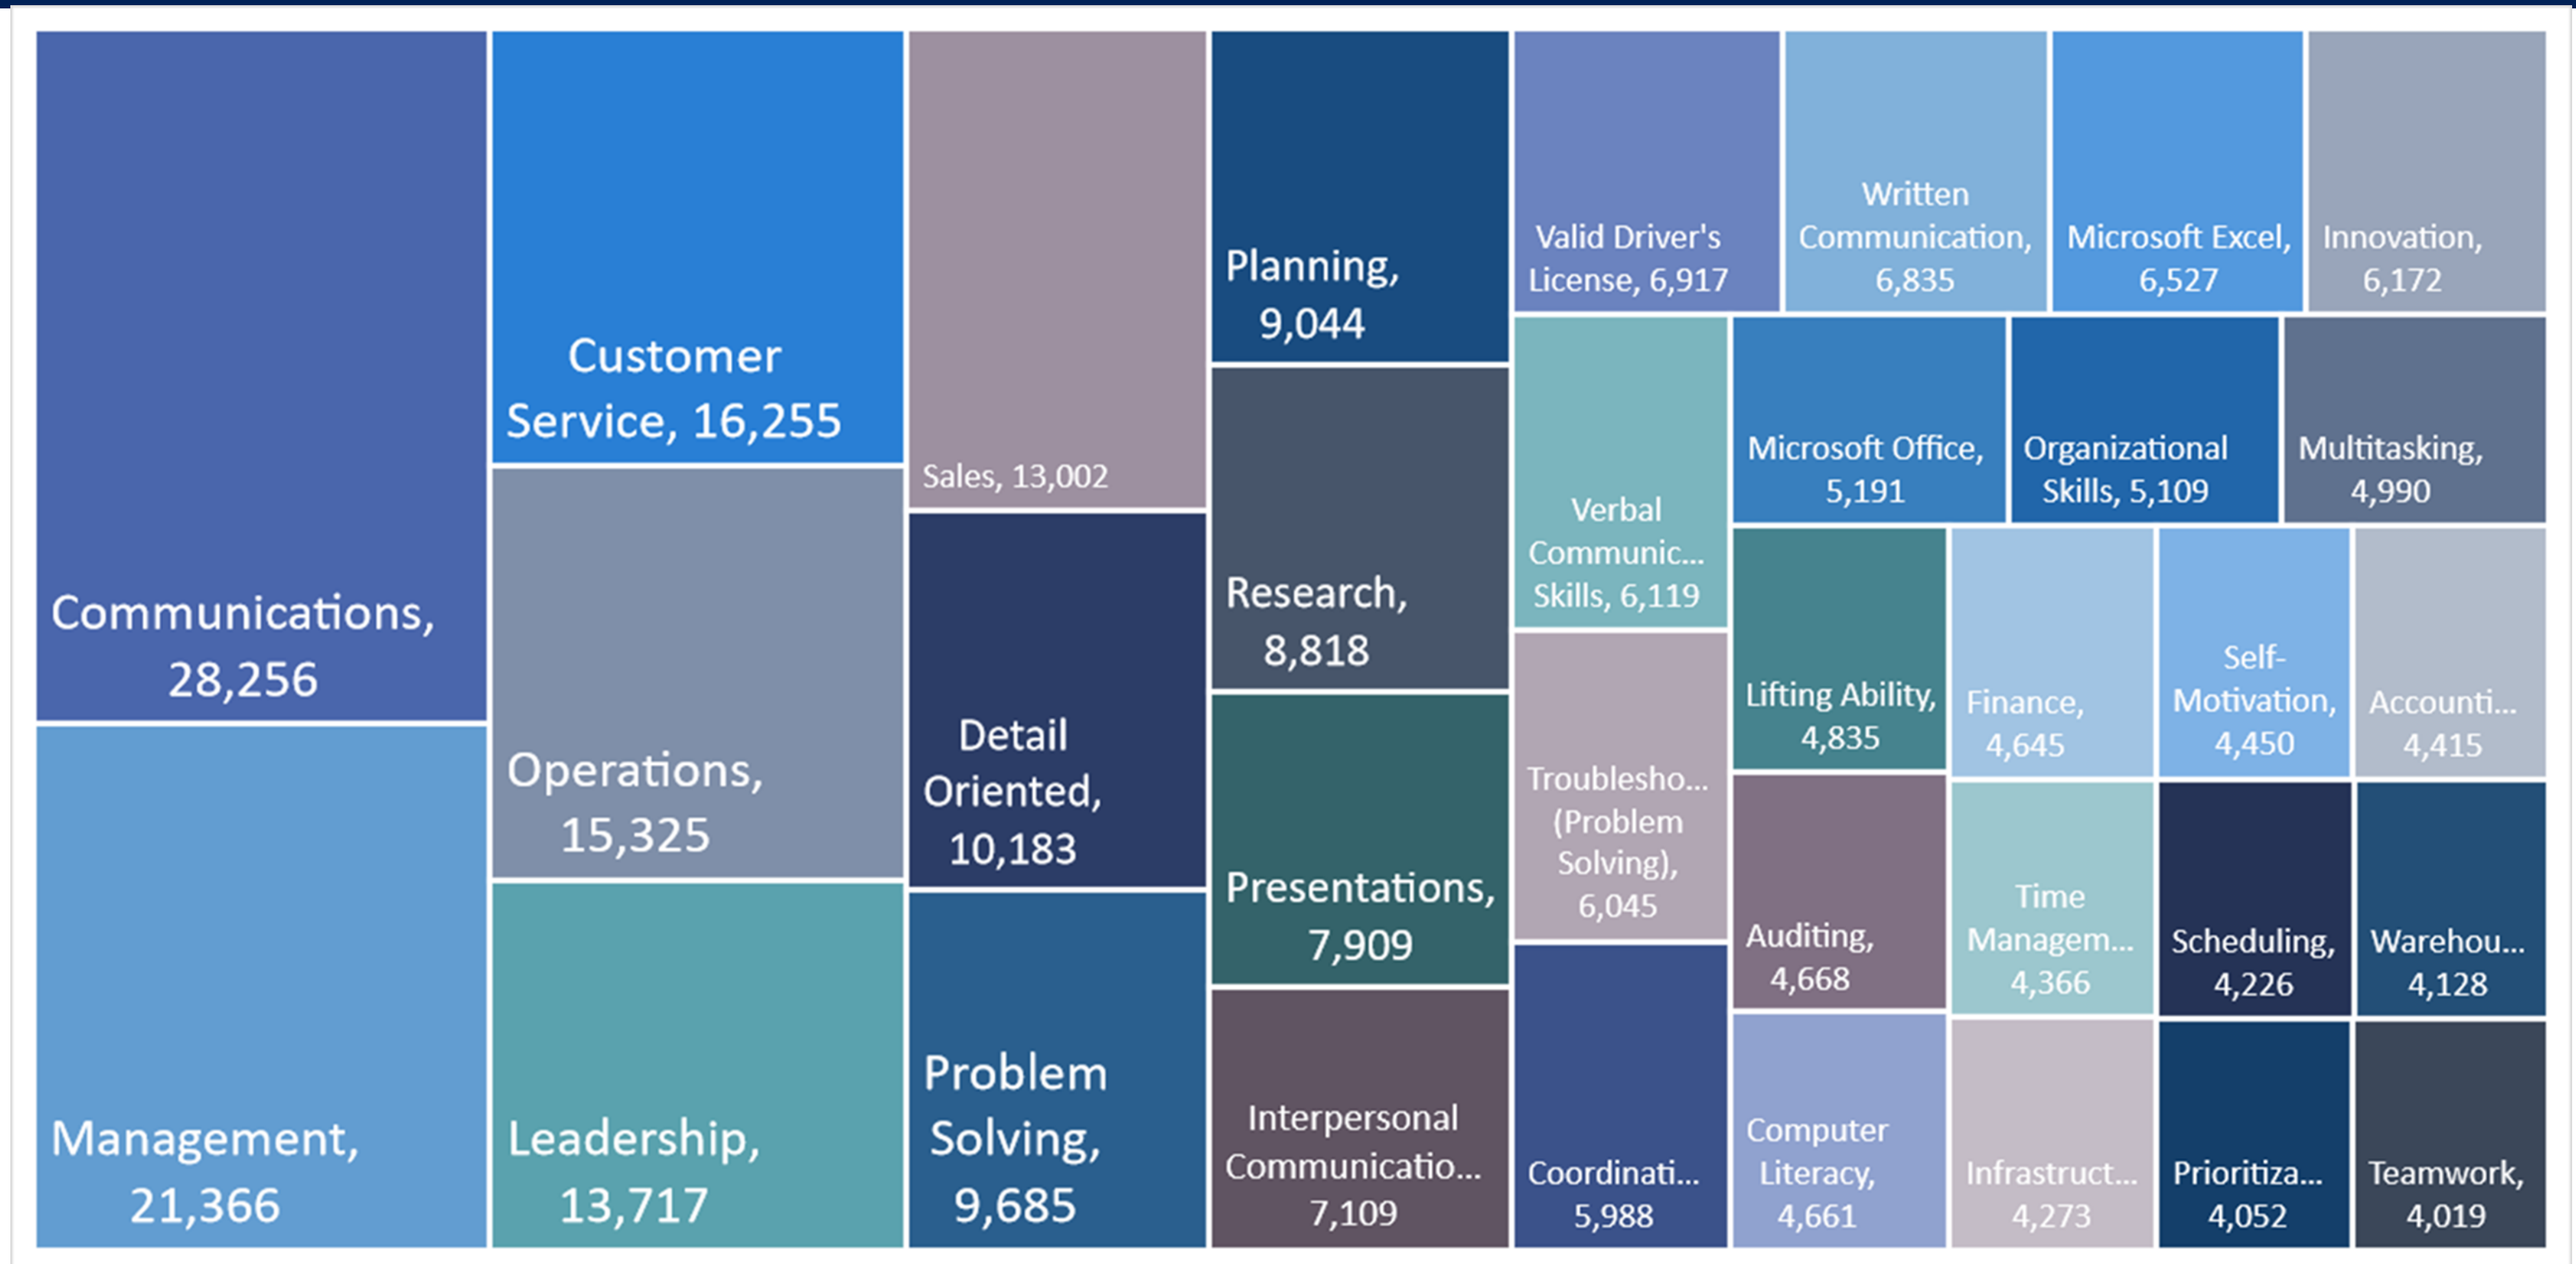 Communications,
28,256
Management,
21,366
Customer
Service, 16,255
Operations,
15,325
Leadership,
13,717
Sales, 13,002
Detail
Oriented,
10,183
Problem
Solving,
9,685
Planning,
9,044
Research,
8,818
Presentations,
7,909
Interpersonal
Communicatio...
7,109
Valid Driver's
License, 6,917
Written
Communication,
6,835
Microsoft Excel,
6,527
Innovation,
6,172
Verbal
Communic...
Skills, 6,119
Troublesho...
(Problem
Solving),
6,045
Coordinati...
5,988
Microsoft Office,
5,191
Organizational
Skills, 5,109
Multitasking,
4,990
Lifting Ability,
4,835
Auditing,
4,668
Computer
Literacy,
4,661
Finance,
4,645
Self-
Motivation,
4,450
Accounti...
4,415
Time
Managem...
4,366
Infrastruct...
4,273
Scheduling,
4,226
Warehou...
4,128
Prioritiza...
4,052
Teamwork,
4,019